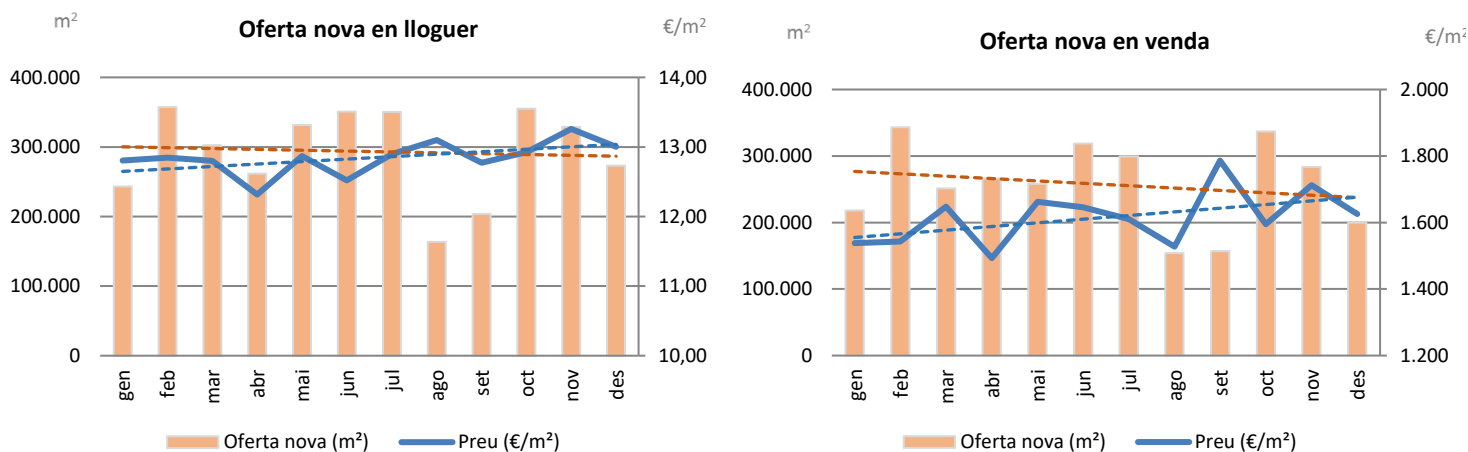 m²
Oferta nova en lloguer
€/m²
400.000
300.000
200.000
100.000
0
14,00
13,00
12,00
11,00
10,00
gen
feb
mar
abr
mai
jun
jul
ago
set
oct
nov
des
Oferta nova (m²)
Preu (€/m²)
m²
Oferta nova en venda
€/m²
400.000
300.000
200.000
100.000
0
2.000
1.800
1.600
1.400
1.200
gen
feb
mar
abr
mai
jun
jul
ago
set
oct
nov
des
Oferta nova (m²)
Preu (€/m²)